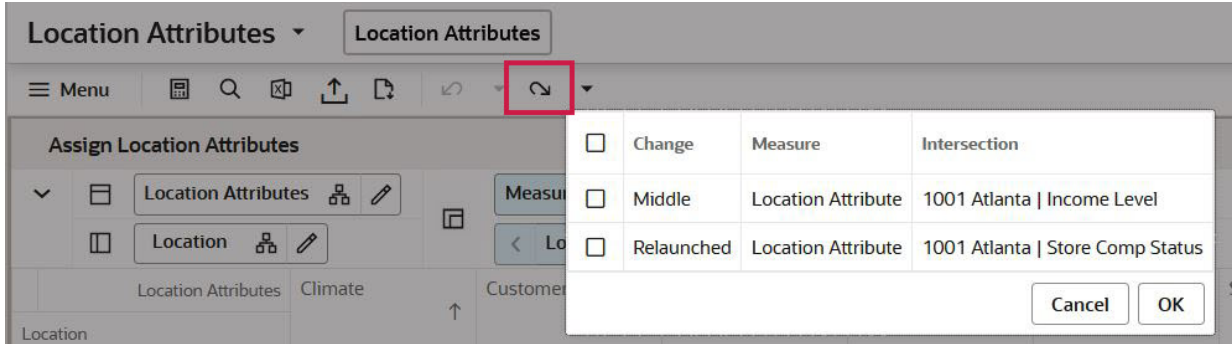 Location Attributes Location Attributes
Menu
Assign Location Attributes
Change Measure Intersection
Location Attributes
Middle Location Attribute 1001 Atlanta | Income Level
Location
Relaunched Location Attribute 1001 Atlanta | Store Comp Status
Location Attributes Climate
Cancel OK
Location